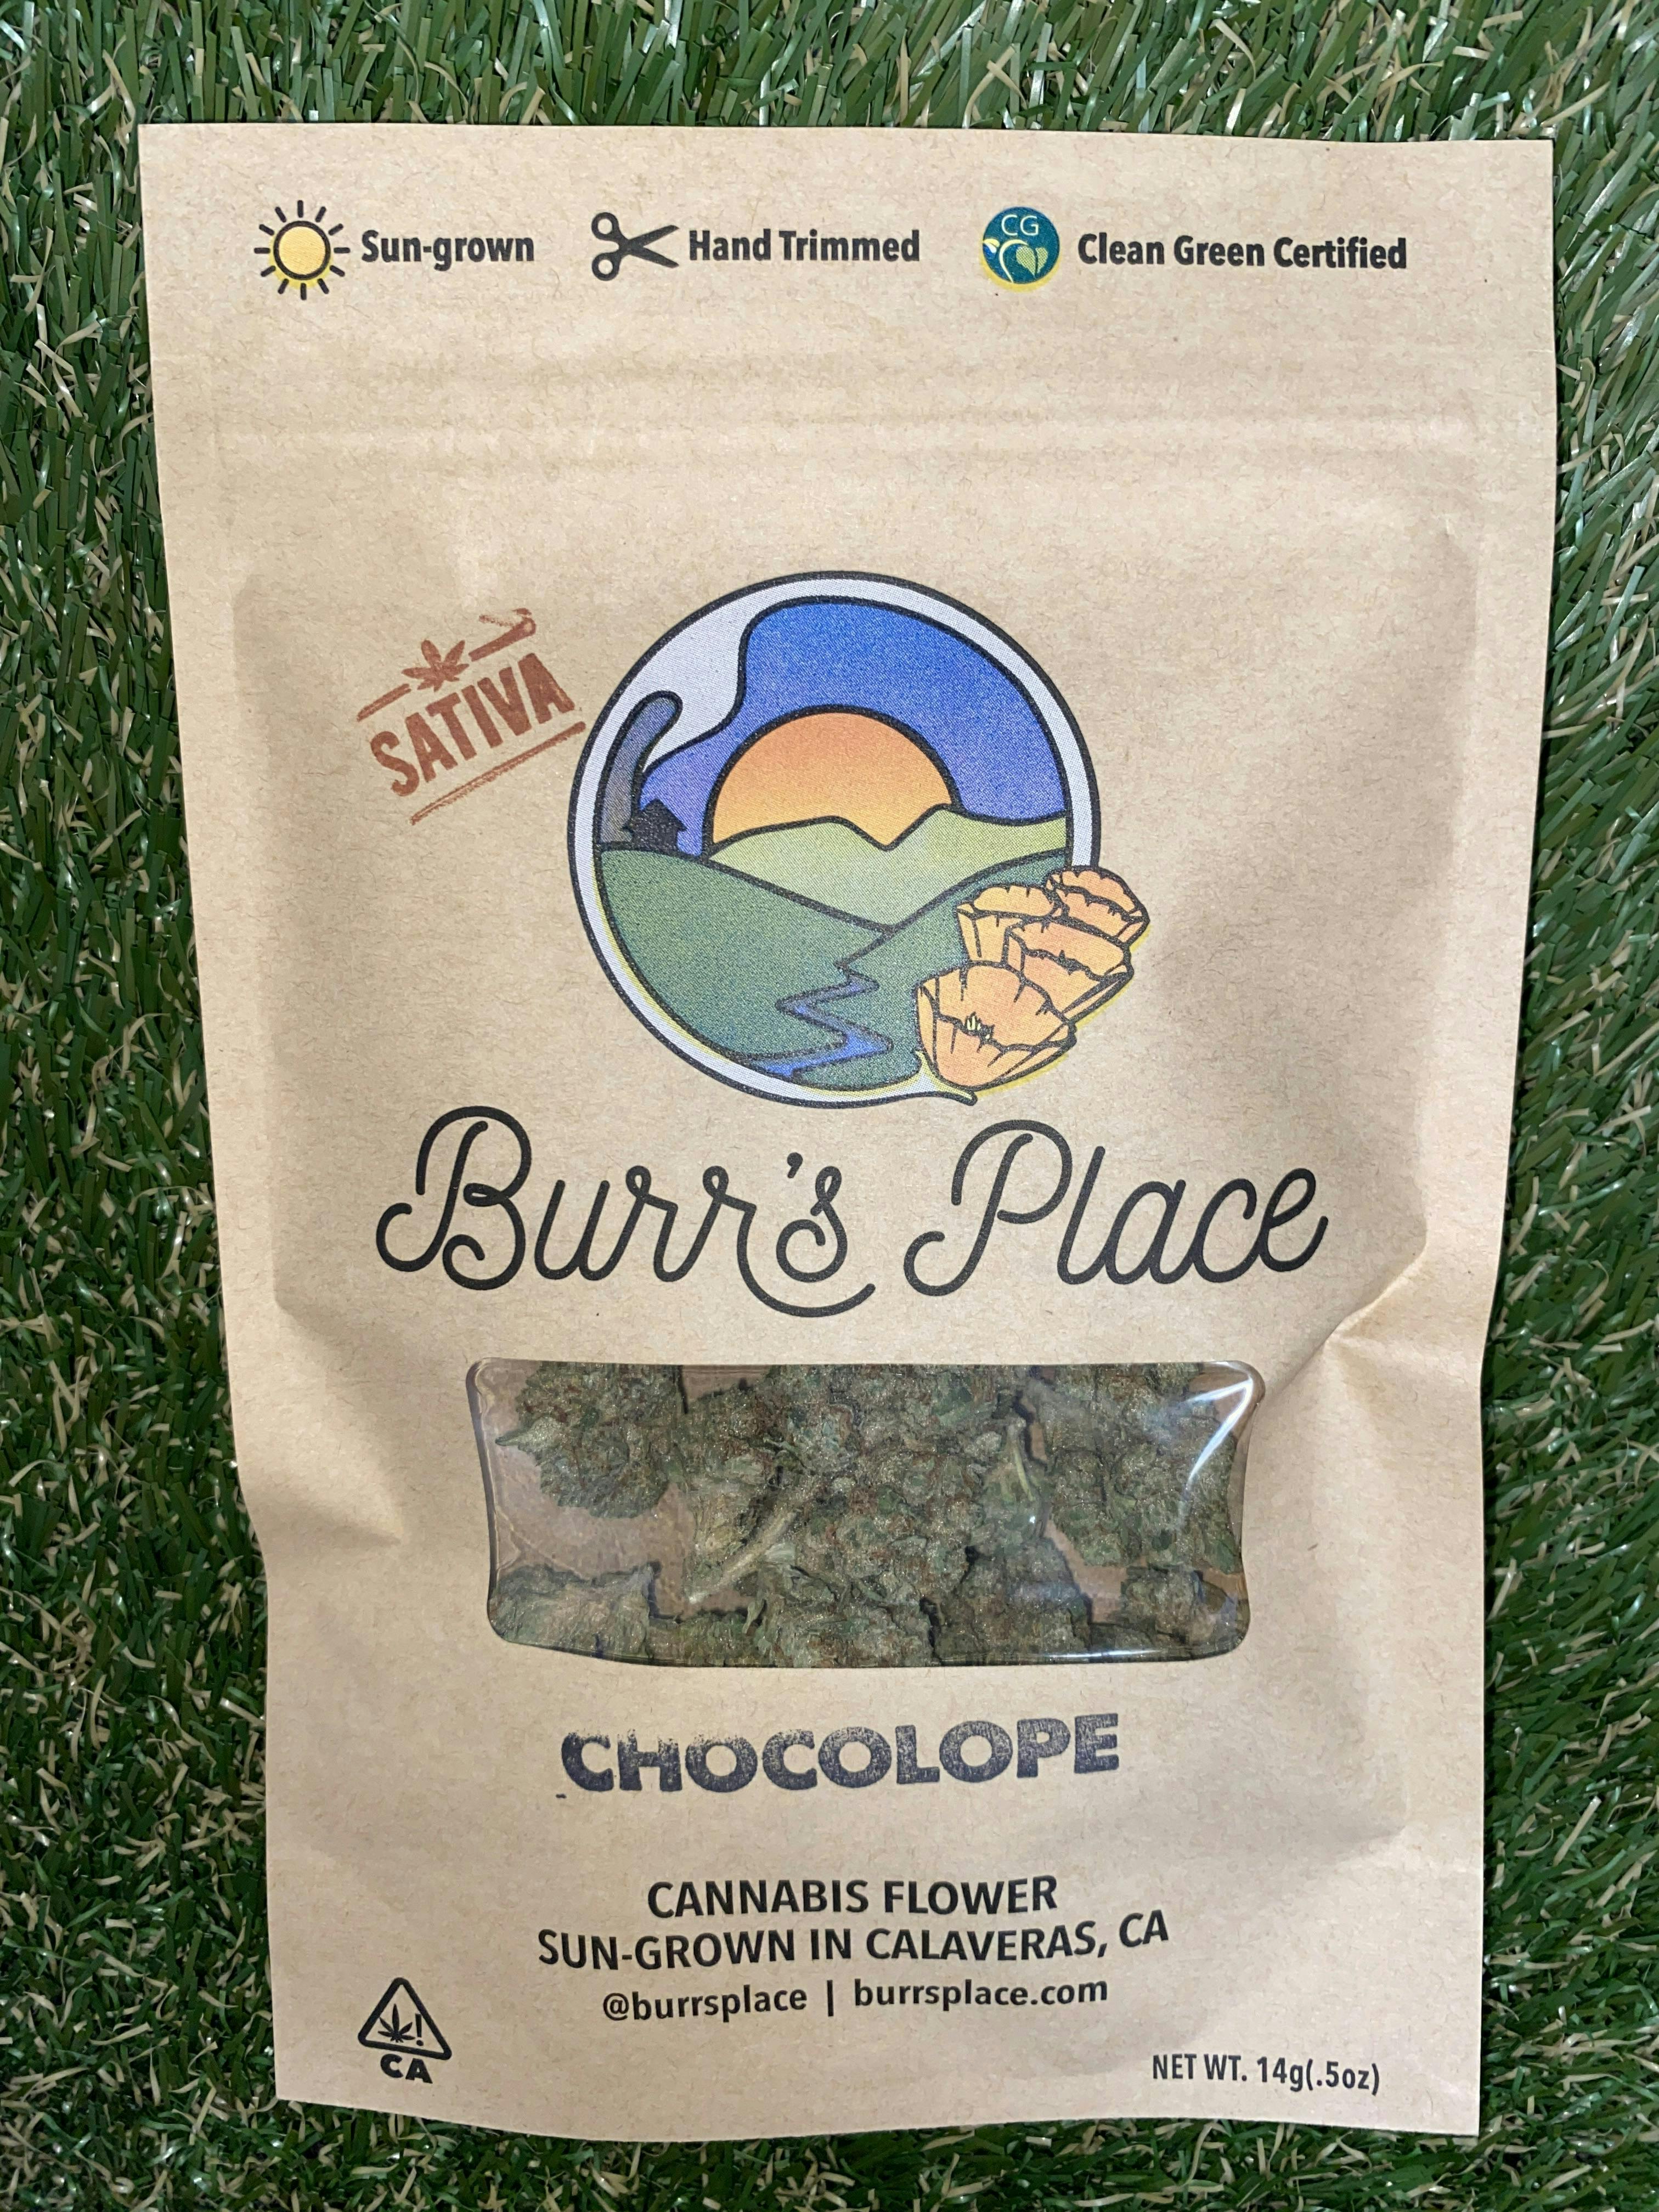 Sun-grown Hand Trimmed CG Clean Green Certified
SATIVA
Burr's Place
CHOCOLOPE
CANNABIS FLOWER
SUN-GROWN IN CALAVERAS, CA
@burrsplace | burrsplace.com
!
CA
NET WT. 14g(.5oz)